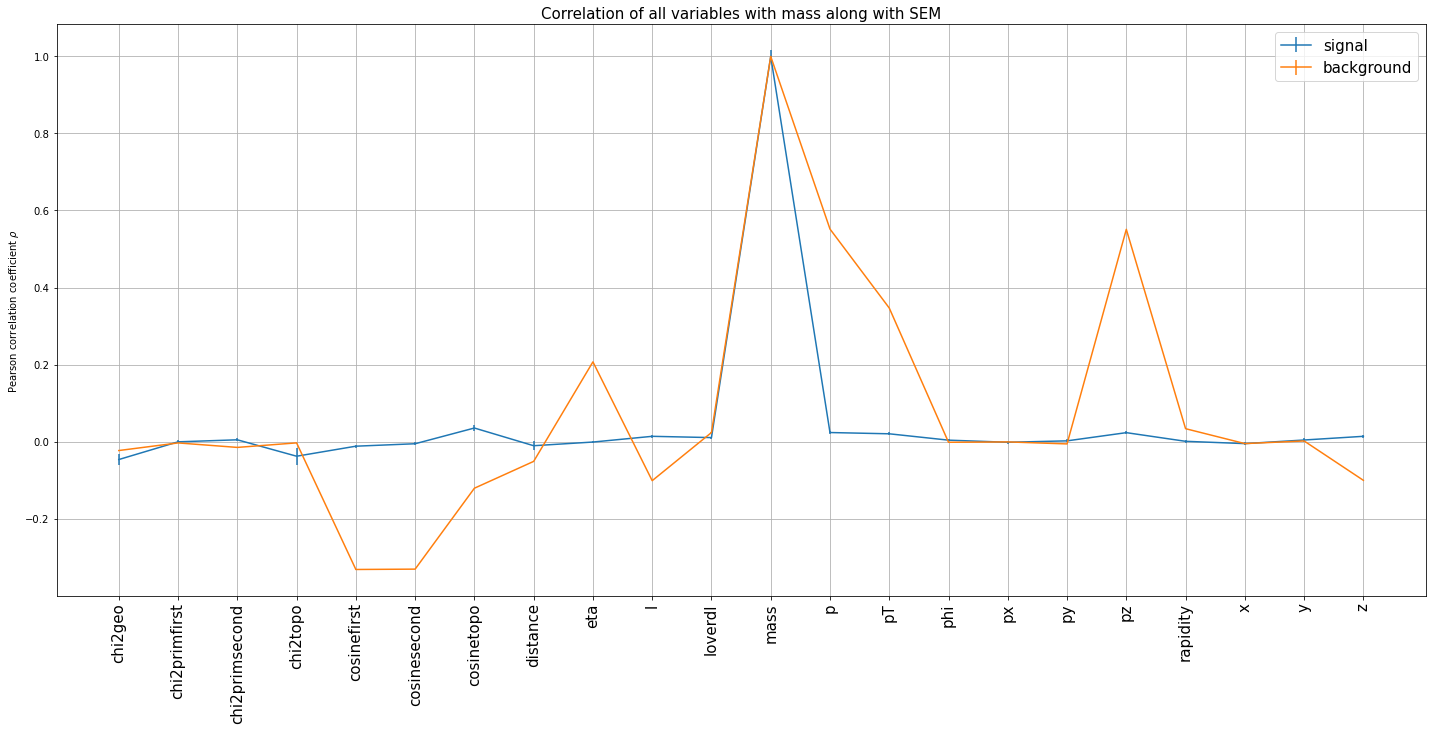 Correlation of all variables with mass along with SEM
signal
background
Pearson correlation coefficient ρ
1.0
0.8
0.6
0.4
0.2
0.0
−0.2
chi2geo
chi2primfirst
chi2primsecond
chi2topo
cosinefirst
cosinesecond
cosinetopo
distance
eta
l
loverdl
mass
p
pT
phi
px
py
pz
rapidity
x
y
z